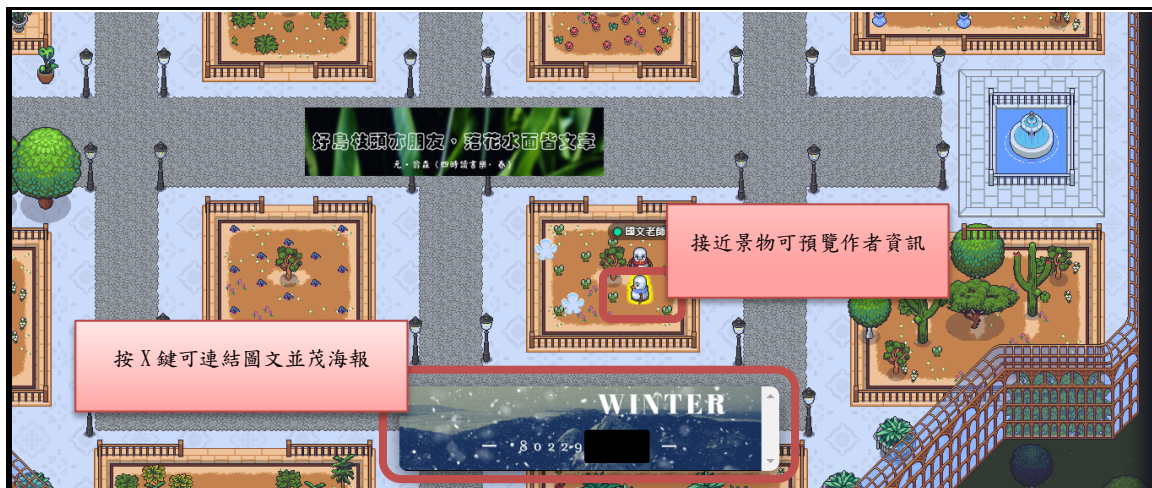 好鳥枝頭亦朋友。落花水面皆文章
元。翁森(四時讀書樂-春)
國文老師
接近景物可預覽作者資訊
按 X 鍵可連結圖文並茂海報
WINTER
80229